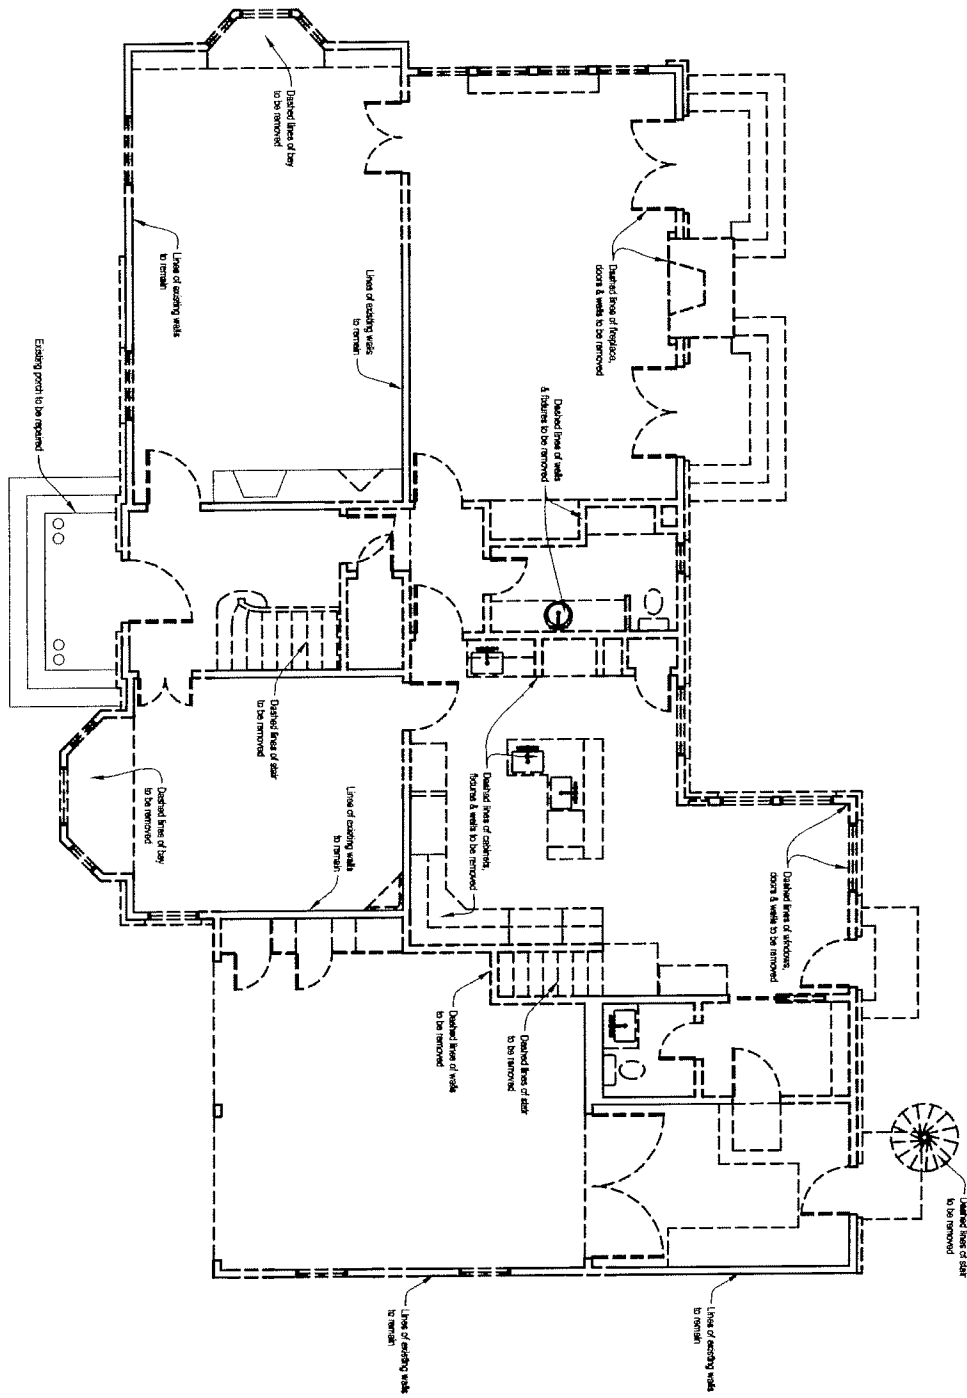 Dashed lines of bay
to be removed
Lines of existing walls
to remain
Lines of existing walls
to remain
Existing porch to be repaired
Dashed line of fireplace,
doors & walls to be removed
Dashed lines of walls
& fixtures to be removed
Dashed lines of stair
to be removed
Dashed lines of bay
to be removed
Lines of existing walls
to remain
Dashed lines of cabinets,
fixtures & walls to be removed
Dashed lines of windows,
doors & walls to be removed
Dashed lines of walls
to be removed
Dashed lines of stair
to be removed
Dashed lines of stair
to be removed
Lines of existing walls
to remain
Lines of existing walls
to remain